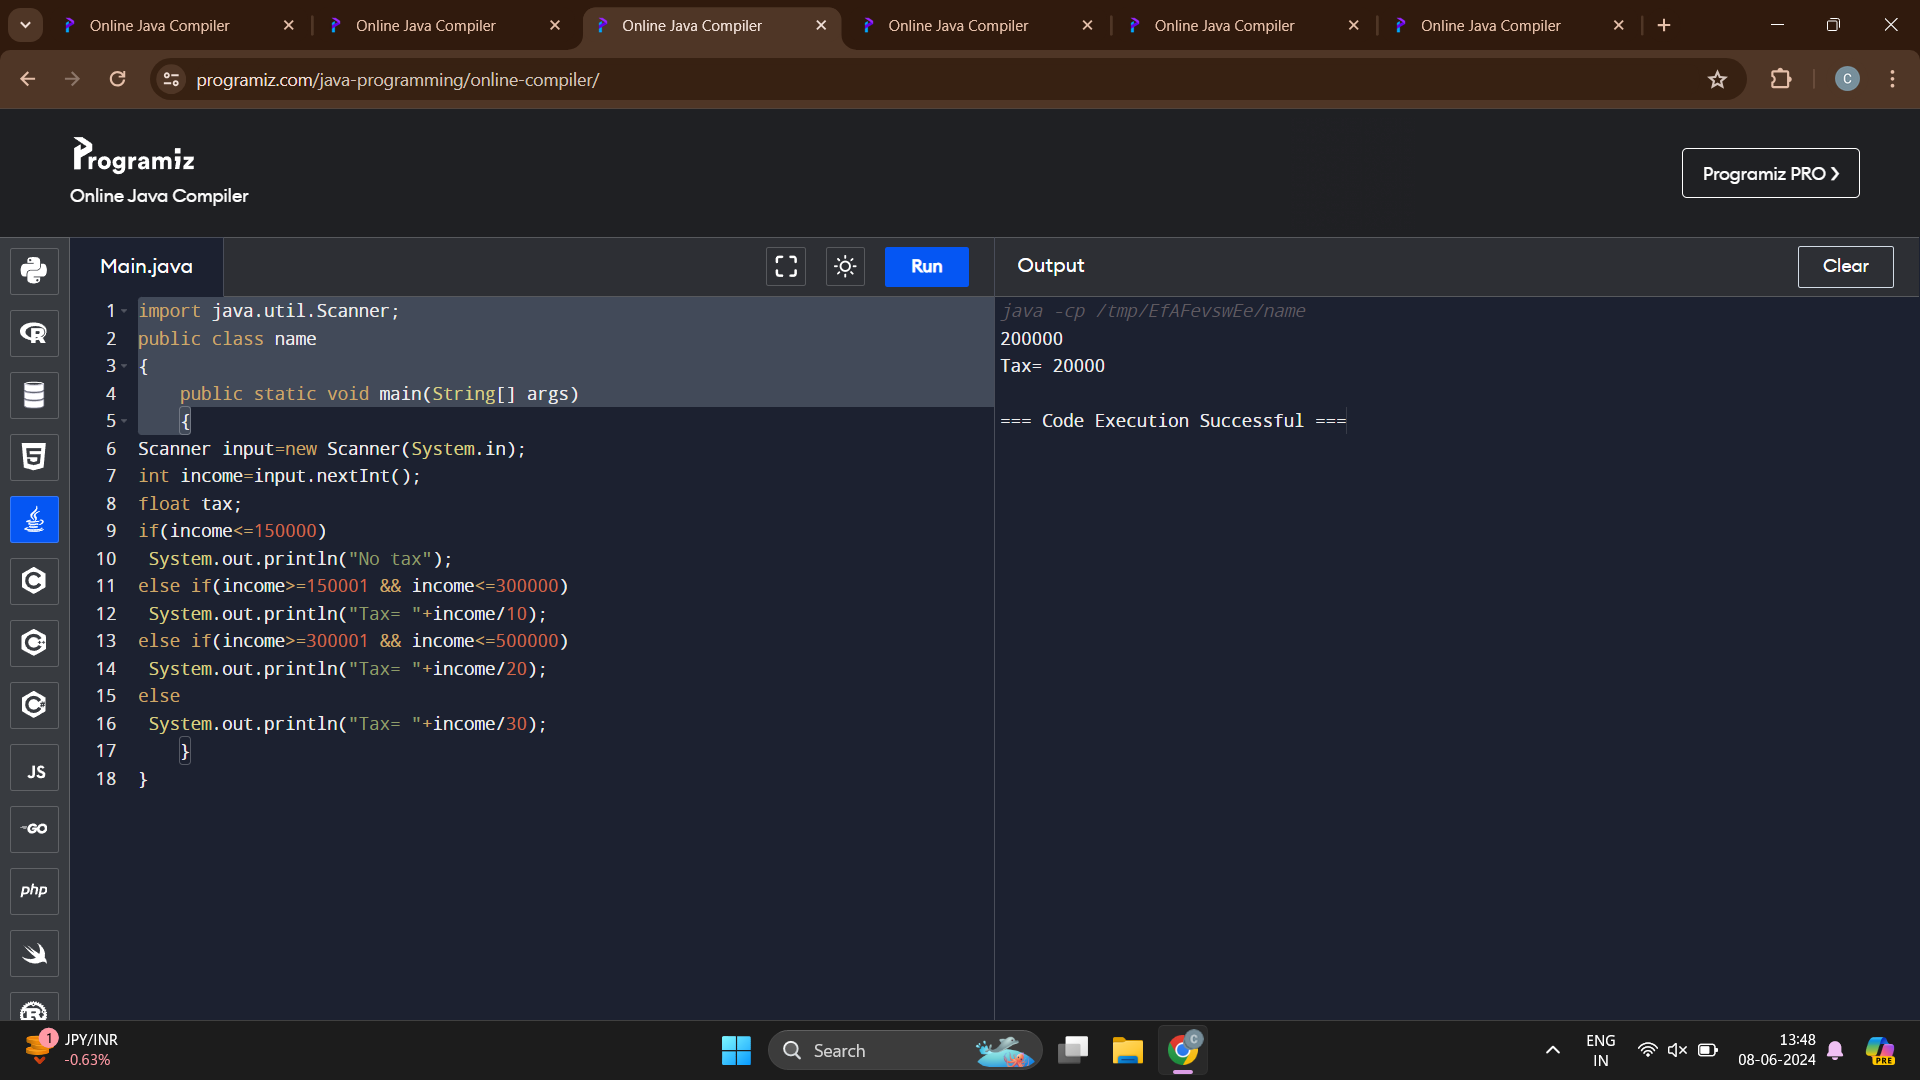 Online Java Compiler
Online Java Compiler
Online Java Compiler
Online Java Compiler
Online Java Compiler
Online Java Compiler
programiz.com/java-programming/online-compiler/
C
Programiz
Online Java Compiler
Programiz PRO ❯
Main.java
Run
Output
Clear
1 import java.util.Scanner;
2 public class name
3 {
4     public static void main(String[] args)
5     {
6 Scanner input=new Scanner(System.in);
7 int income=input.nextInt();
8 float tax;
9 if(income<=150000)
10  System.out.println("No tax");
11 else if(income>=150001 && income<=300000)
12  System.out.println("Tax= "+income/10);
13 else if(income>=300001 && income<=500000)
14  System.out.println("Tax= "+income/20);
15 else
16  System.out.println("Tax= "+income/30);
17     }
18 }
java -cp /tmp/EfAFevswEe/name
200000
Tax= 20000
=== Code Execution Successful ===
R
5
C
C
C
JS
GO
php
R
1
JPY/INR
-0.63%
Search
C
ENG
IN
13:48
08-06-2024
PRE